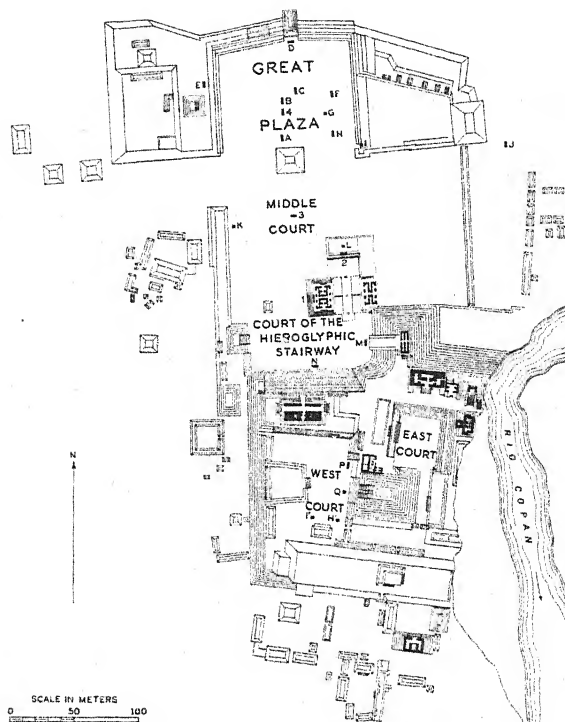 D
GREAT
E
C
F
B
4
G
PLAZA
A
H
J
MIDDLE
3
COURT
K
L
2
1
COURT OF THE
HIEROGLYPHIC
STAIRWAY
M
N
EAST
COURT
WEST
COURT
P
Q
N
RIO COPAN
SCALE IN METERS
0 50 100